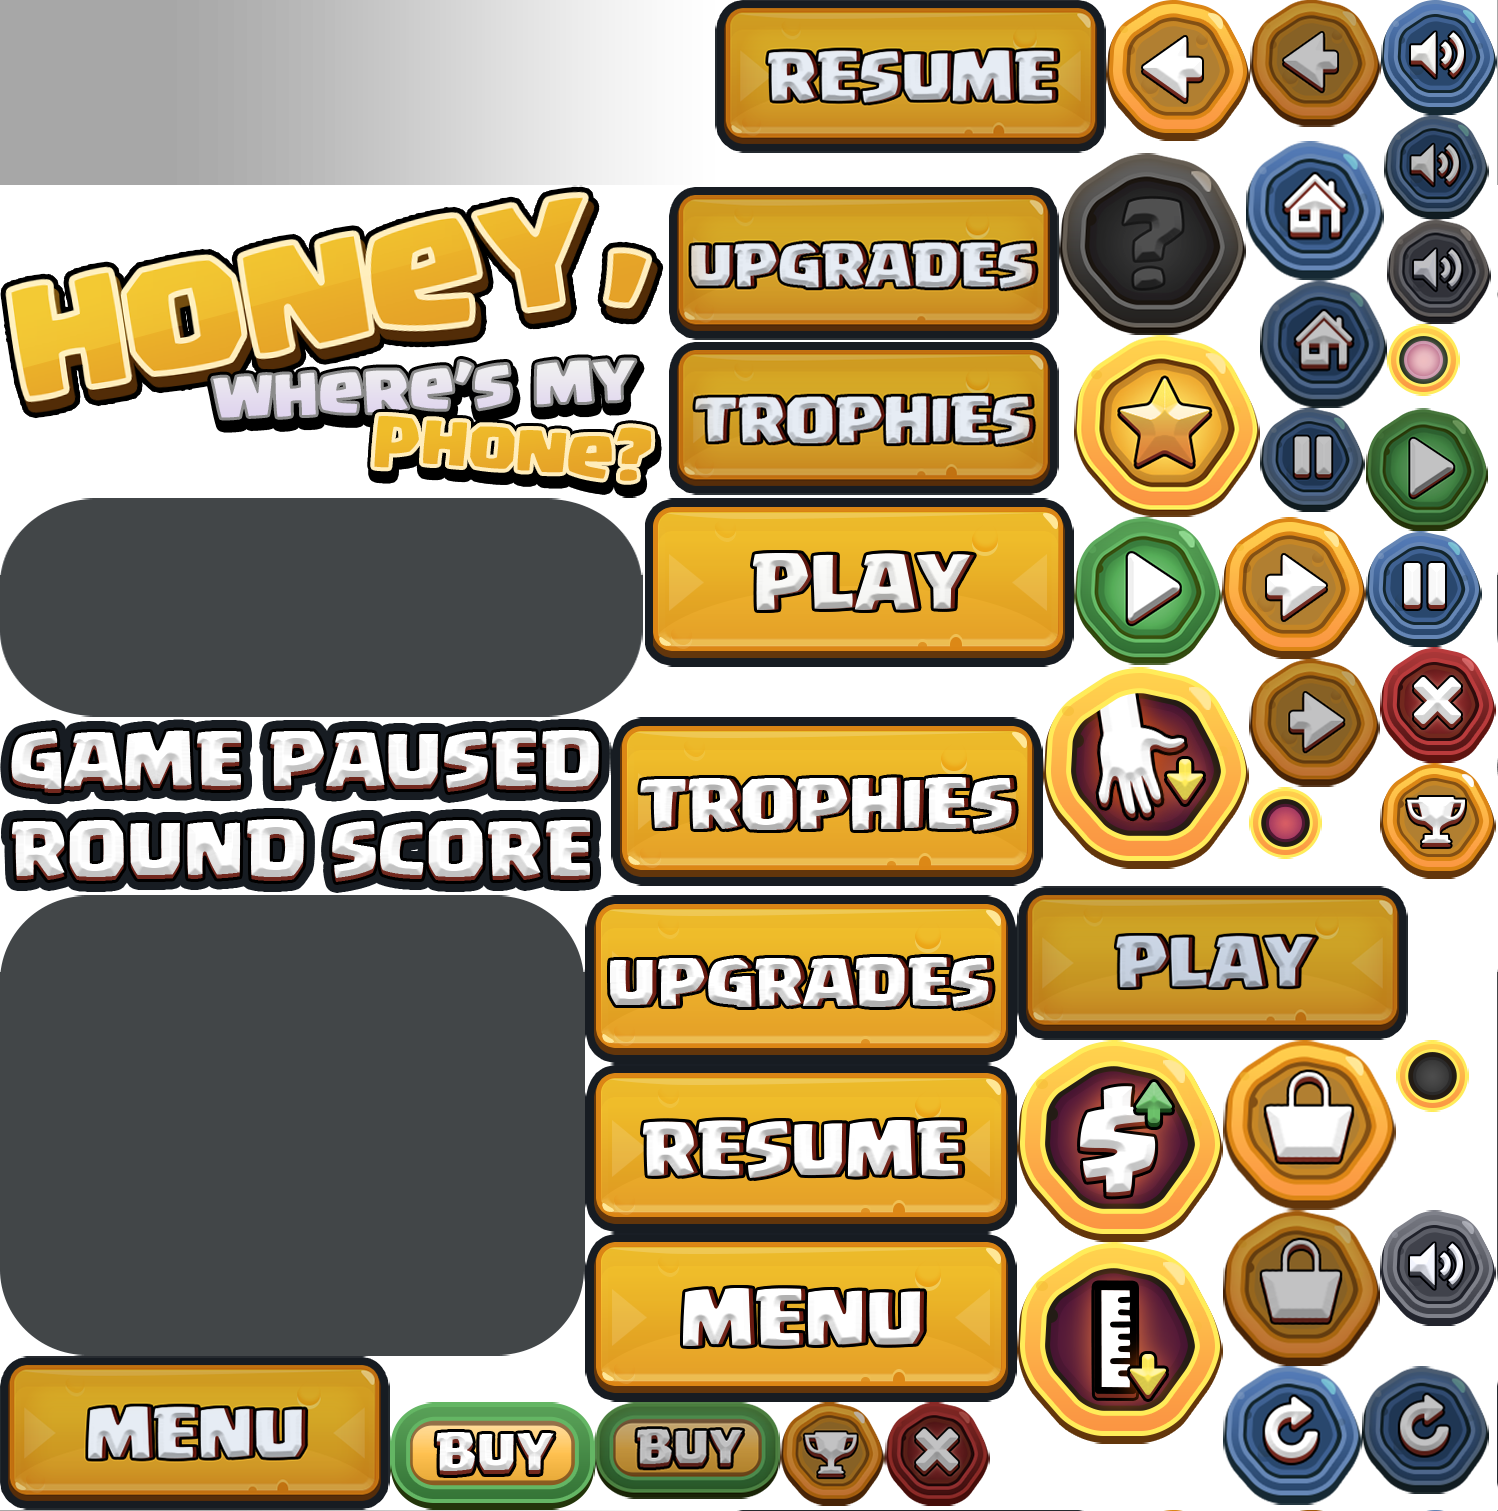 RESUME
HONEY,
WHERE'S MY
PHONE?
UPGRADES
?
TROPHIES
PLAY
GAME PAUSED
ROUND SCORE
TROPHIES
UPGRADES
PLAY
RESUME
$
MENU
MENU
BUY
BUY